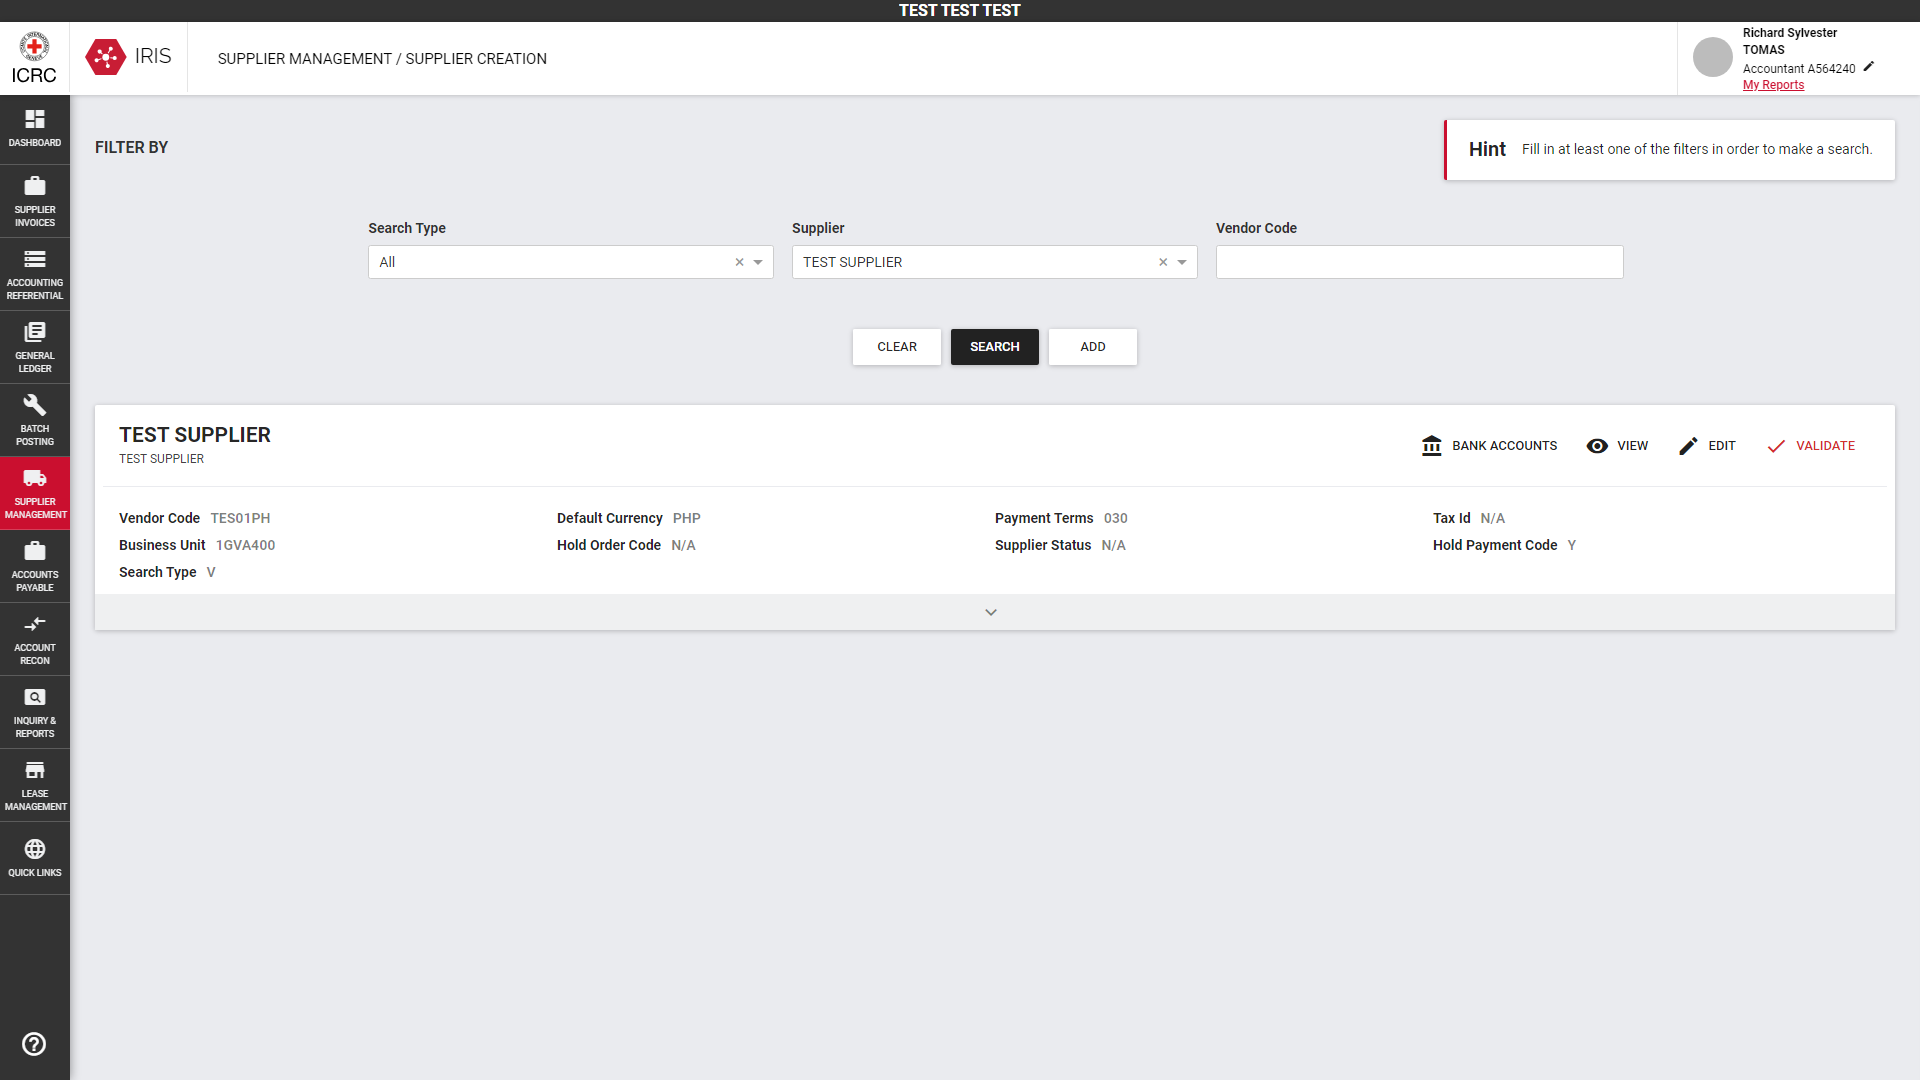 TEST TEST TEST
ICRC
IRIS
SUPPLIER MANAGEMENT / SUPPLIER CREATION
Richard Sylvester
TOMAS
Accountant A564240
My Reports
DASHBOARD
SUPPLIER
INVOICES
ACCOUNTING
REFERENTIAL
GENERAL
LEDGER
BATCH
POSTING
SUPPLIER
MANAGEMENT
ACCOUNTS
PAYABLE
ACCOUNT
RECON
INQUIRY &
REPORTS
LEASE
MANAGEMENT
QUICK LINKS
FILTER BY
Hint Fill in at least one of the filters in order to make a search.
Search Type Supplier Vendor Code
All TEST SUPPLIER
CLEAR SEARCH ADD
TEST SUPPLIER
TEST SUPPLIER
BANK ACCOUNTS VIEW EDIT VALIDATE
Vendor Code TES01PH Default Currency PHP Payment Terms 030 Tax Id N/A
Business Unit 1GVA400 Hold Order Code N/A Supplier Status N/A Hold Payment Code Y
Search Type V